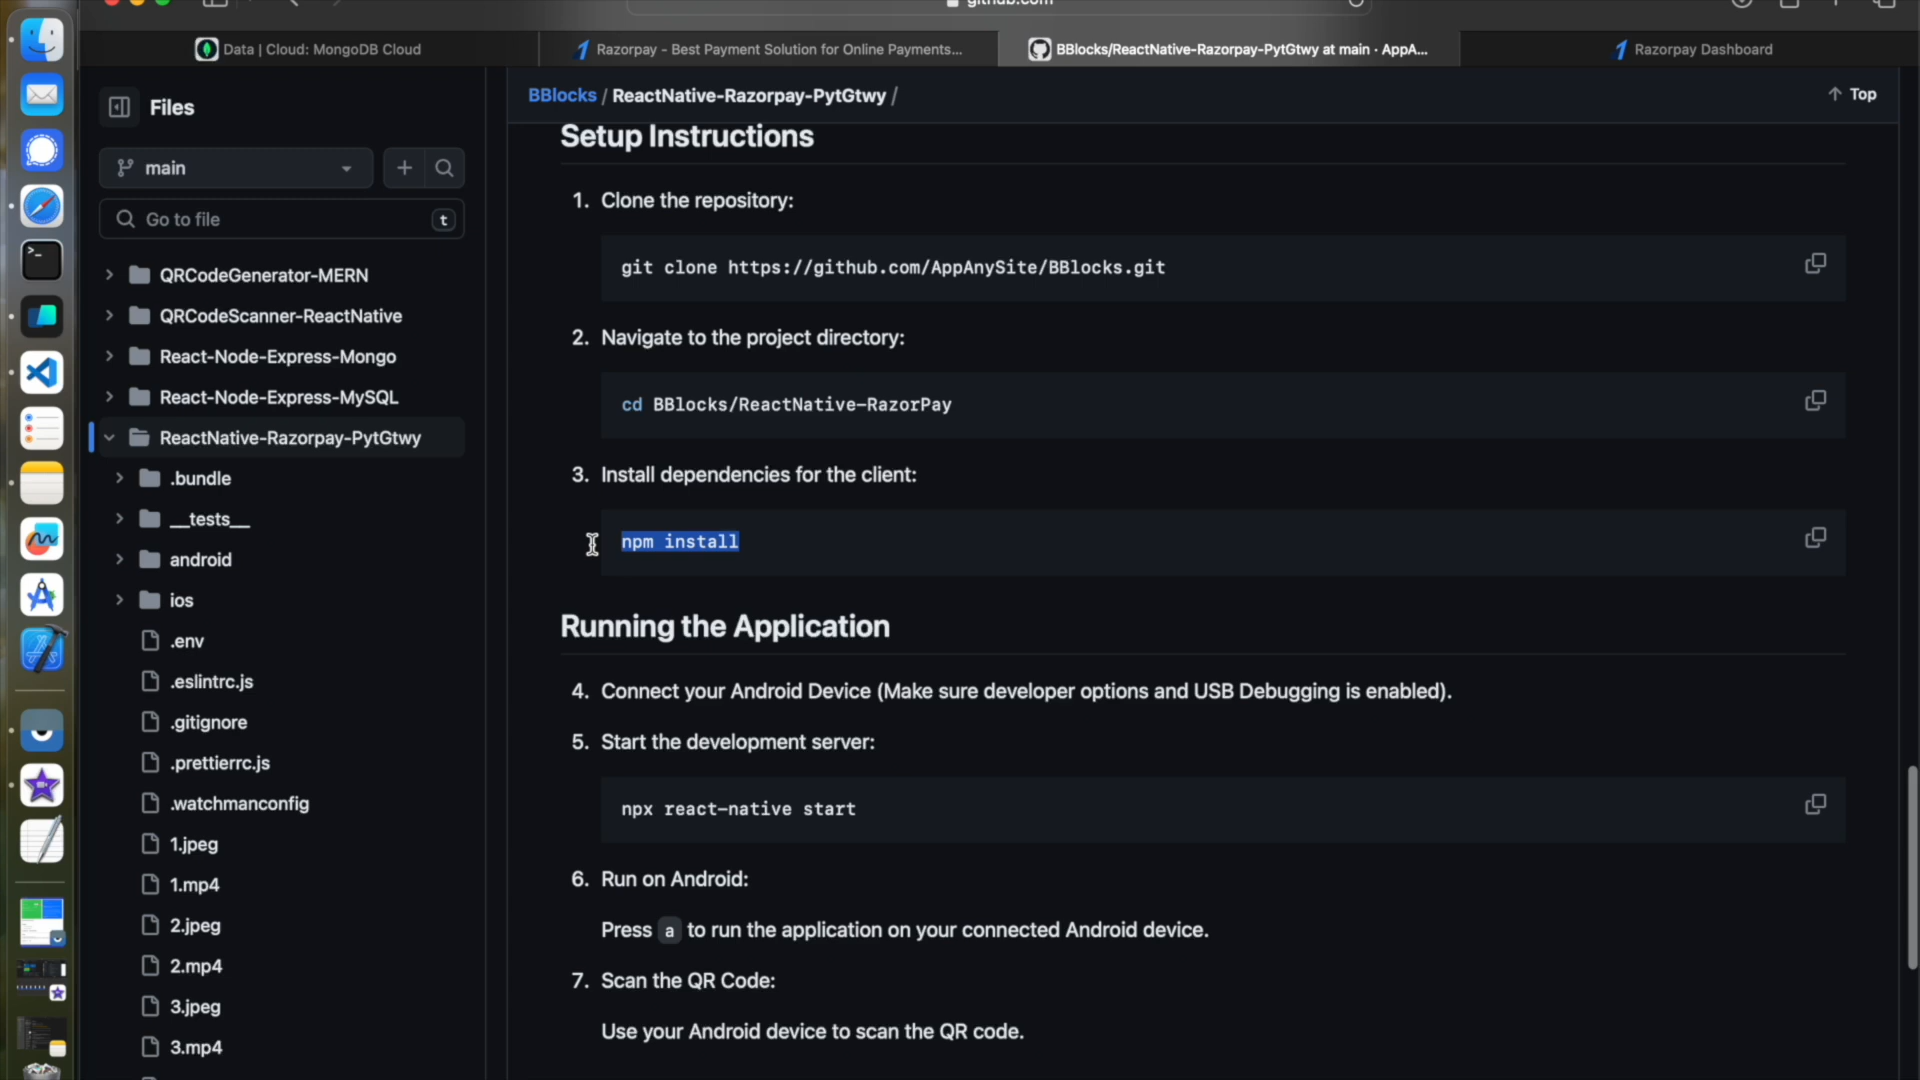 github.com
Data | Cloud: MongoDB Cloud
Razorpay - Best Payment Solution for Online Payments...
BBlocks/ReactNative-Razorpay-PytGtwy at main · AppA...
Razorpay Dashboard
Files
BBlocks / ReactNative-Razorpay-PytGtwy /
Top
main
Go to file
t
QRCodeGenerator-MERN
QRCodeScanner-ReactNative
React-Node-Express-Mongo
React-Node-Express-MySQL
ReactNative-Razorpay-PytGtwy
.bundle
__tests__
android
ios
.env
.eslintrc.js
.gitignore
.prettierrc.js
.watchmanconfig
1.jpeg
1.mp4
2.jpeg
2.mp4
3.jpeg
3.mp4
Setup Instructions
1. Clone the repository:
git clone https://github.com/AppAnySite/BBlocks.git
2. Navigate to the project directory:
cd BBlocks/ReactNative-RazorPay
3. Install dependencies for the client:
npm install
Running the Application
4. Connect your Android Device (Make sure developer options and USB Debugging is enabled).
5. Start the development server:
npx react-native start
6. Run on Android:
Press a to run the application on your connected Android device.
7. Scan the QR Code:
Use your Android device to scan the QR code.